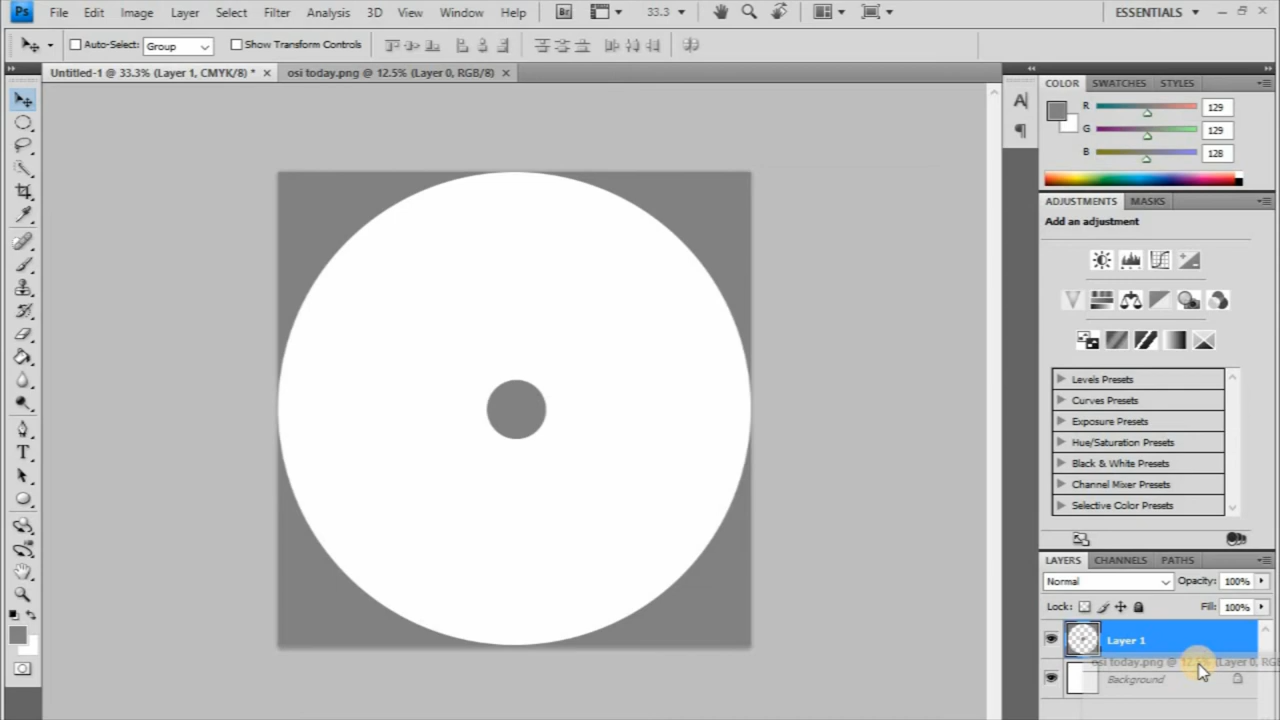 Ps File Edit Image Layer Select Filter Analysis 3D View Window Help Br 33.3 ESSENTIALS
Auto-Select: Group Show Transform Controls
Untitled-1 @ 33.3% (Layer 1, CMYK/8) * × osi today.png @ 12.5% (Layer 0, RGB/8) ×
COLOR SWATCHES STYLES
R 129
G 129
B 128
ADJUSTMENTS MASKS
Add an adjustment
Levels Presets
Curves Presets
Exposure Presets
Hue/Saturation Presets
Black & White Presets
Channel Mixer Presets
Selective Color Presets
LAYERS CHANNELS PATHS
Normal Opacity: 100%
Lock: Fill: 100%
Layer 1
osi today.png @ 12.5% (Layer 0, RGB
Background